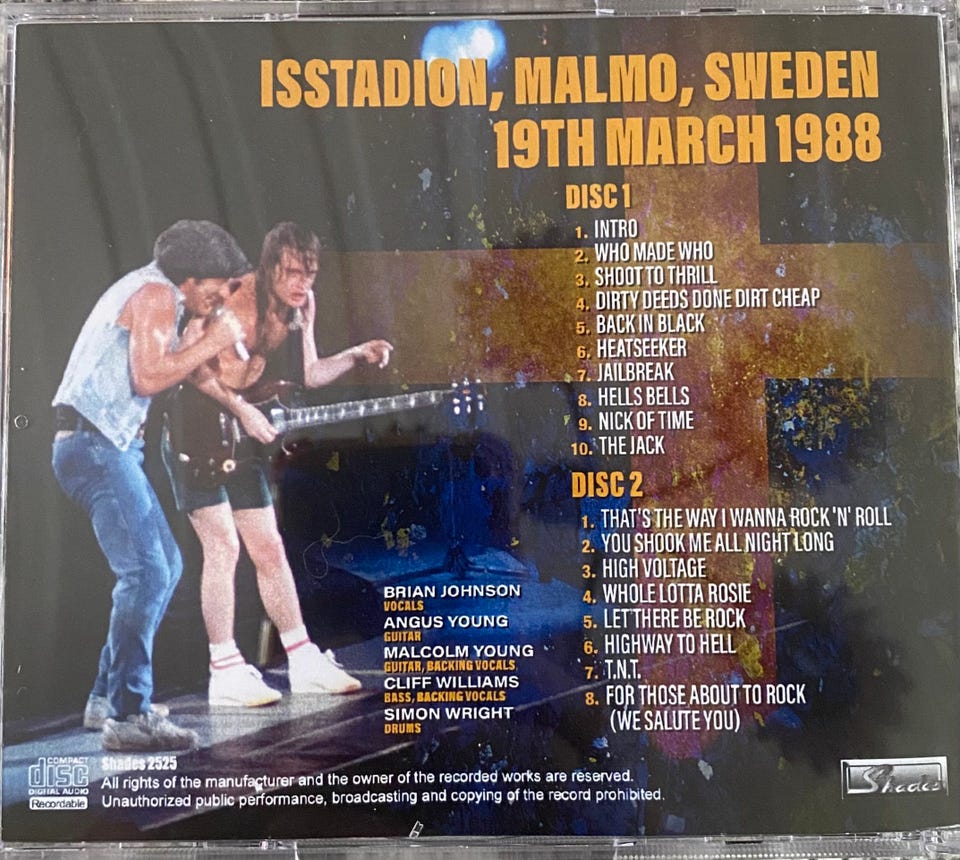 ISSTADION, MALMO, SWEDEN
19TH MARCH 1988
DISC 1
1. INTRO
2. WHO MADE WHO
3. SHOOT TO THRILL
4. DIRTY DEEDS DONE DIRT CHEAP
5. BACK IN BLACK
6. HEATSEEKER
7. JAILBREAK
8. HELLS BELLS
9. NICK OF TIME
10. THE JACK
DISC 2
1. THAT'S THE WAY I WANNA ROCK 'N' ROLL
2. YOU SHOOK ME ALL NIGHT LONG
3. HIGH VOLTAGE
4. WHOLE LOTTA ROSIE
5. LET THERE BE ROCK
6. HIGHWAY TO HELL
7. T.N.T.
8. FOR THOSE ABOUT TO ROCK
(WE SALUTE YOU)
BRIAN JOHNSON
VOCALS
ANGUS YOUNG
GUITAR
MALCOLM YOUNG
GUITAR, BACKING VOCALS
CLIFF WILLIAMS
BASS, BACKING VOCALS
SIMON WRIGHT
DRUMS
COMPACT
disc
DIGITAL AUDIO
Recordable
Shades 2525
All rights of the manufacturer and the owner of the recorded works are reserved.
Unauthorized public performance, broadcasting and copying of the record prohibited.
Shades